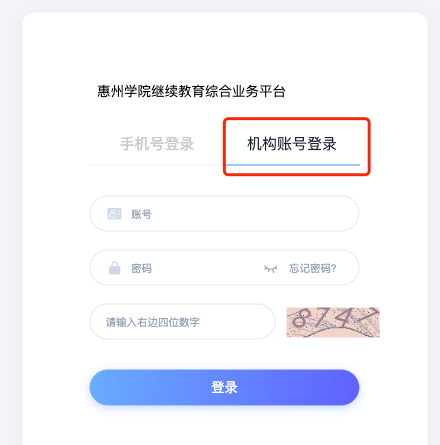 惠州学院继续教育综合业务平台
手机号登录 机构账号登录
账号
密码 忘记密码?
请输入右边四位数字 8742
登录